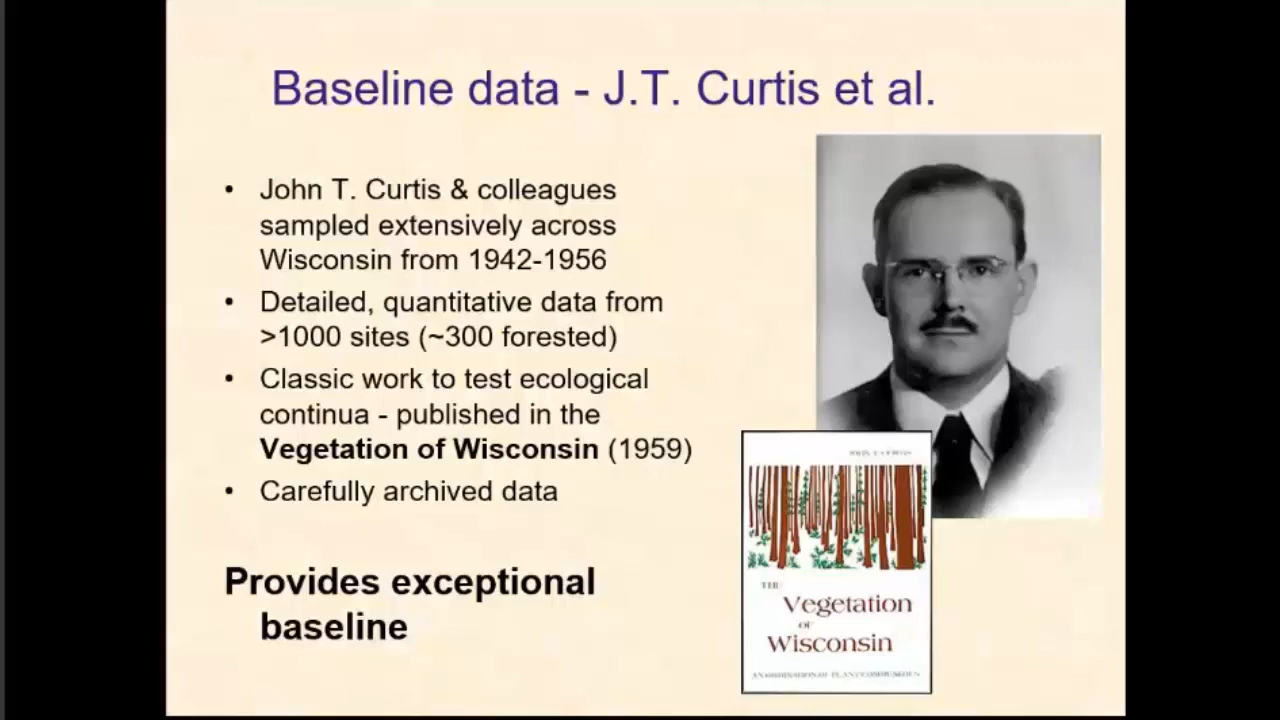 Baseline data - J.T. Curtis et al.
• John T. Curtis & colleagues
sampled extensively across
Wisconsin from 1942-1956
• Detailed, quantitative data from
>1000 sites (~300 forested)
• Classic work to test ecological
continua - published in the
Vegetation of Wisconsin (1959)
• Carefully archived data
Provides exceptional
baseline
THE
Vegetation
OF
Wisconsin